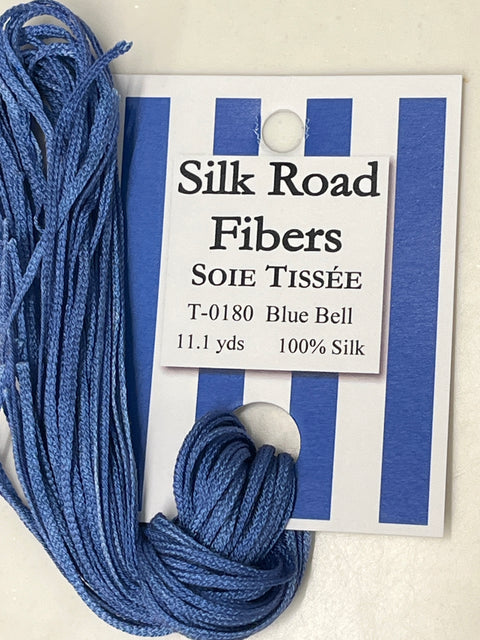 Silk Road
Fibers
SOIE TISSÉE
T-0180 Blue Bell
11.1 yds 100% Silk